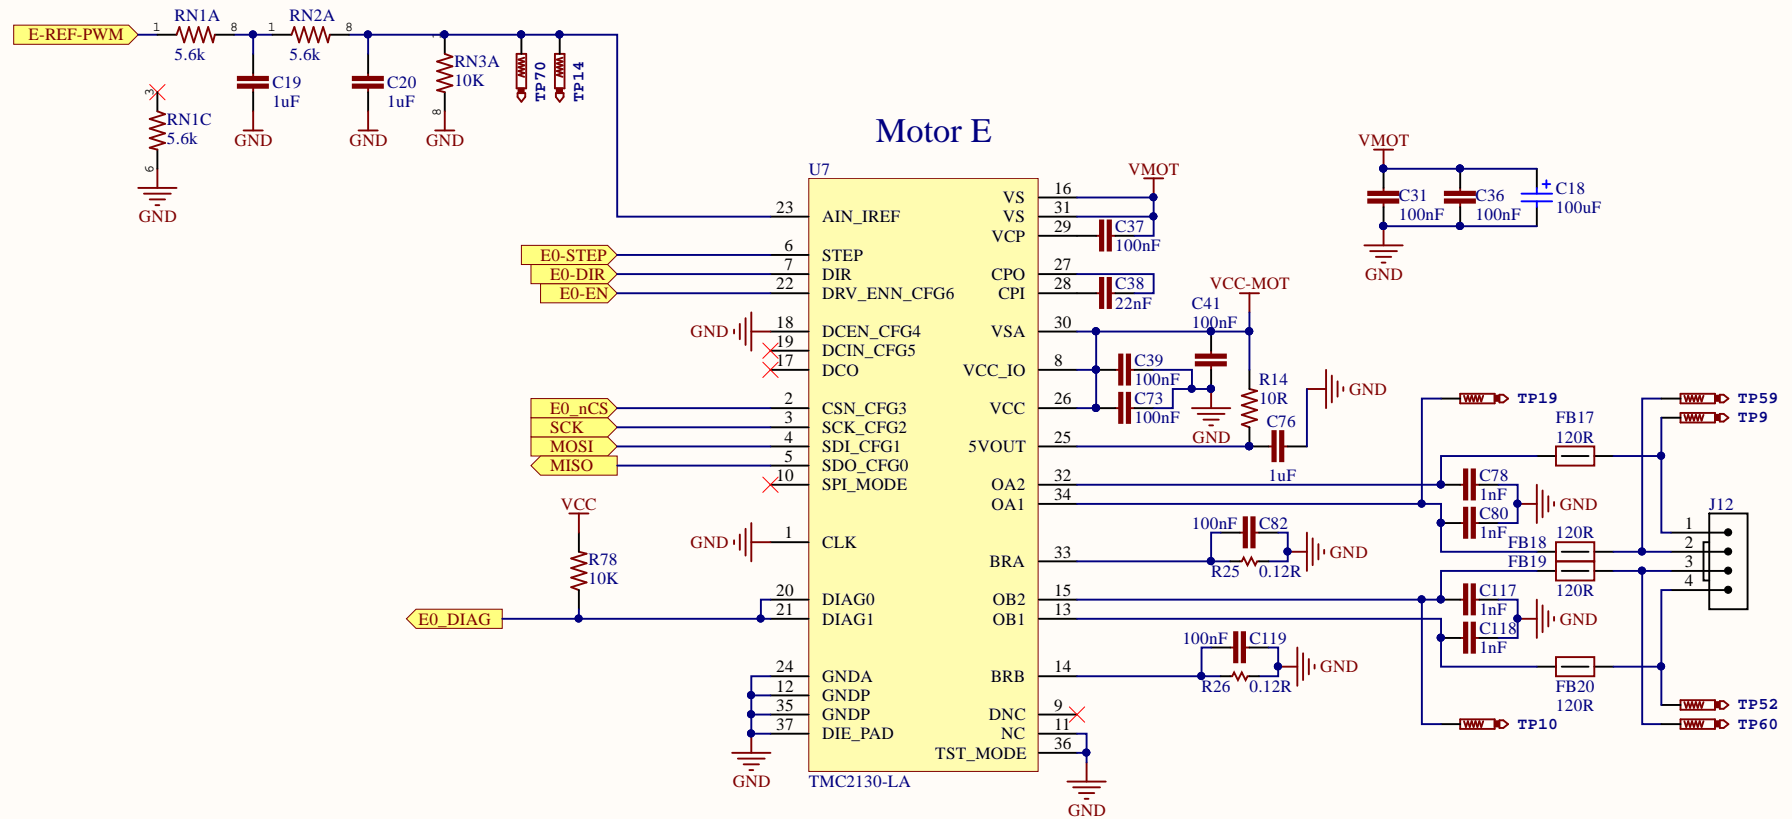 RN1A
RN2A
E-REF-PWM
1
8
1
8
5.6k
5.6k
C19
1uF
C20
1uF
RN3A
10K
8
TP70
TP14
3
RN1C
5.6k
6
GND
GND
GND
GND
Motor E
U7
VMOT
VMOT
C31
100nF
C36
100nF
+
C18
100uF
GND
23
AIN_IREF
VS
16
VS
31
VCP
29
C37
100nF
E0-STEP
6
STEP
E0-DIR
7
DIR
E0-EN
22
DRV_ENN_CFG6
CPO
27
CPI
28
C38
22nF
VCC-MOT
C41
100nF
GND
18
DCEN_CFG4
19
DCIN_CFG5
17
DCO
VSA
30
VCC_IO
8
C39
100nF
VCC
26
C73
100nF
R14
10R
GND
GND
E0_nCS
2
CSN_CFG3
SCK
3
SCK_CFG2
MOSI
4
SDI_CFG1
MISO
5
SDO_CFG0
10
SPI_MODE
5VOUT
25
C76
1uF
OA2
32
OA1
34
TP19
TP59
TP9
FB17
120R
C78
1nF
C80
1nF
GND
J12
1
2
3
4
VCC
R78
10K
GND
1
CLK
100nF
C82
BRA
33
R25
0.12R
GND
120R
FB18
FB19
120R
20
DIAG0
E0_DIAG
21
DIAG1
OB2
15
OB1
13
C117
1nF
C118
1nF
GND
100nF
C119
24
GNDA
12
GNDP
35
GNDP
37
DIE_PAD
GND
BRB
14
R26
0.12R
GND
FB20
120R
DNC
9
NC
11
TST_MODE
36
GND
TP10
TP52
TP60
TMC2130-LA